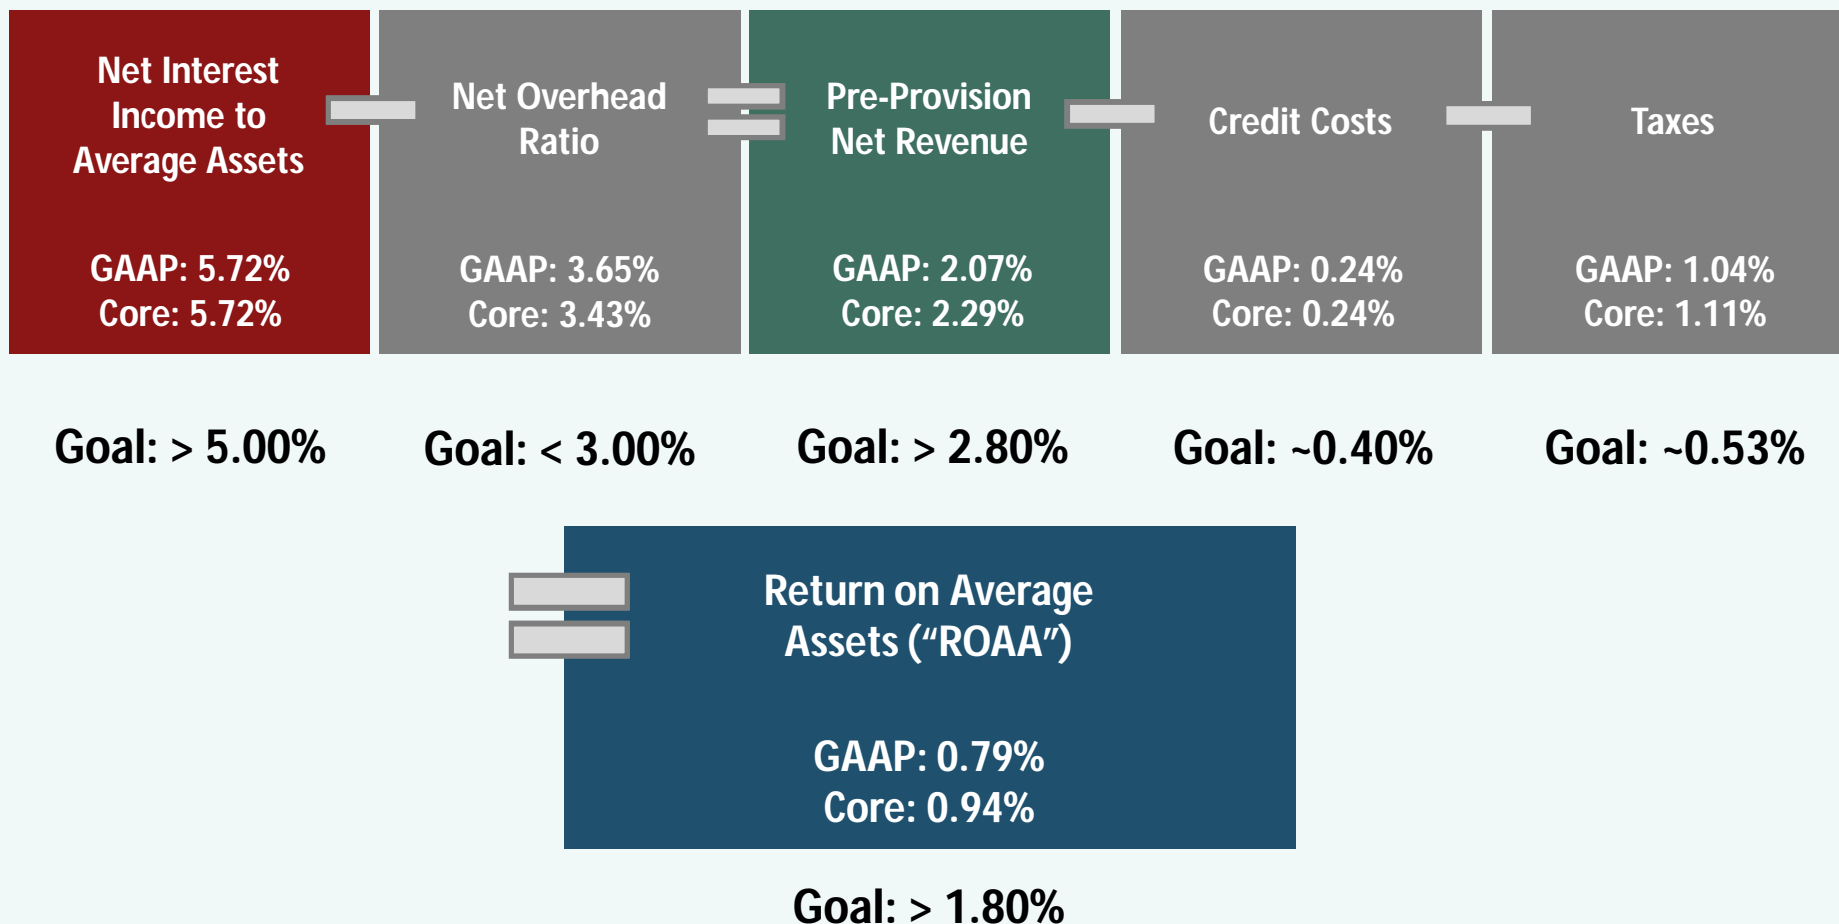 Net Interest
Income to
Average Assets
GAAP: 5.72%
Core: 5.72%
Net Overhead
Ratio
GAAP: 3.65%
Core: 3.43%
Pre-Provision
Net Revenue
GAAP: 2.07%
Core: 2.29%
Credit Costs
GAAP: 0.24%
Core: 0.24%
Taxes
GAAP: 1.04%
Core: 1.11%
Goal: > 5.00%
Goal: < 3.00%
Goal: > 2.80%
Goal: ~0.40%
Goal: ~0.53%
Return on Average
Assets (“ROAA”)
GAAP: 0.79%
Core: 0.94%
Goal: > 1.80%